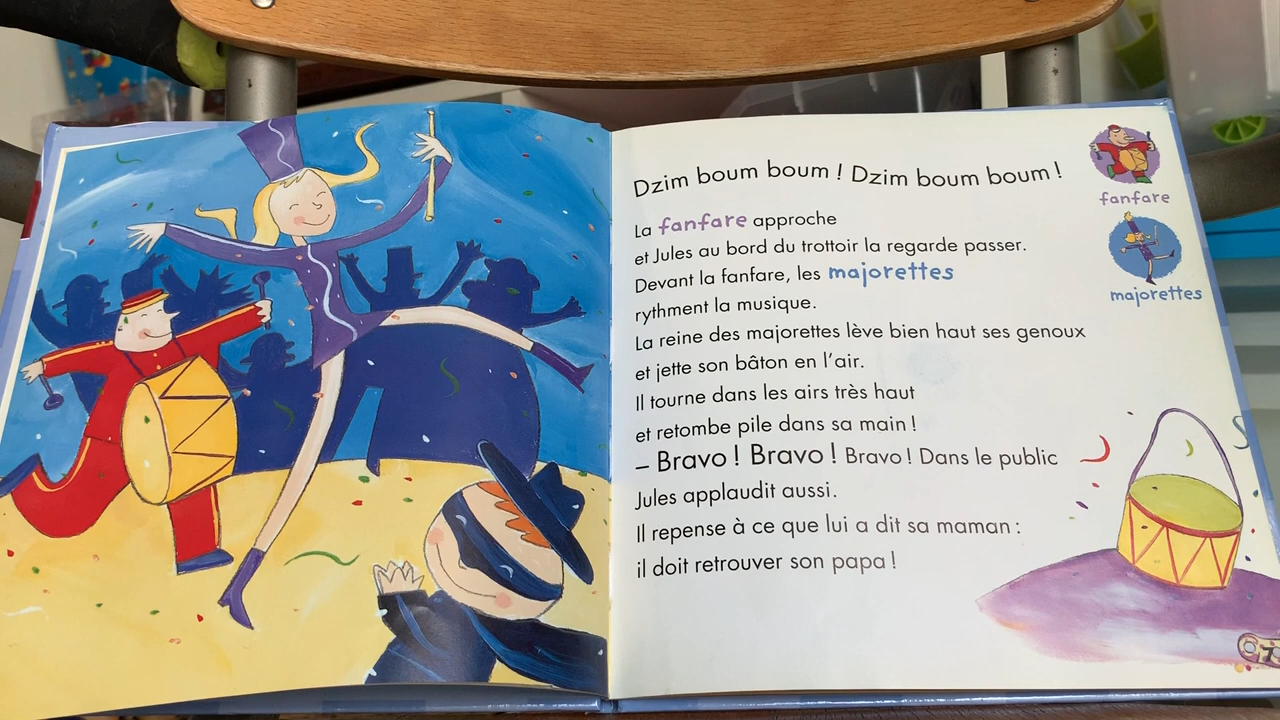 Dzim boum boum ! Dzim boum boum !
La fanfare approche
et Jules au bord du trottoir la regarde passer.
Devant la fanfare, les majorettes
rythment la musique.
La reine des majorettes lève bien haut ses genoux
et jette son bâton en l'air.
Il tourne dans les airs très haut
et retombe pile dans sa main !
– Bravo ! Bravo ! Bravo ! Dans le public
Jules applaudit aussi.
Il repense à ce que lui a dit sa maman :
il doit retrouver son papa !
fanfare
majorettes